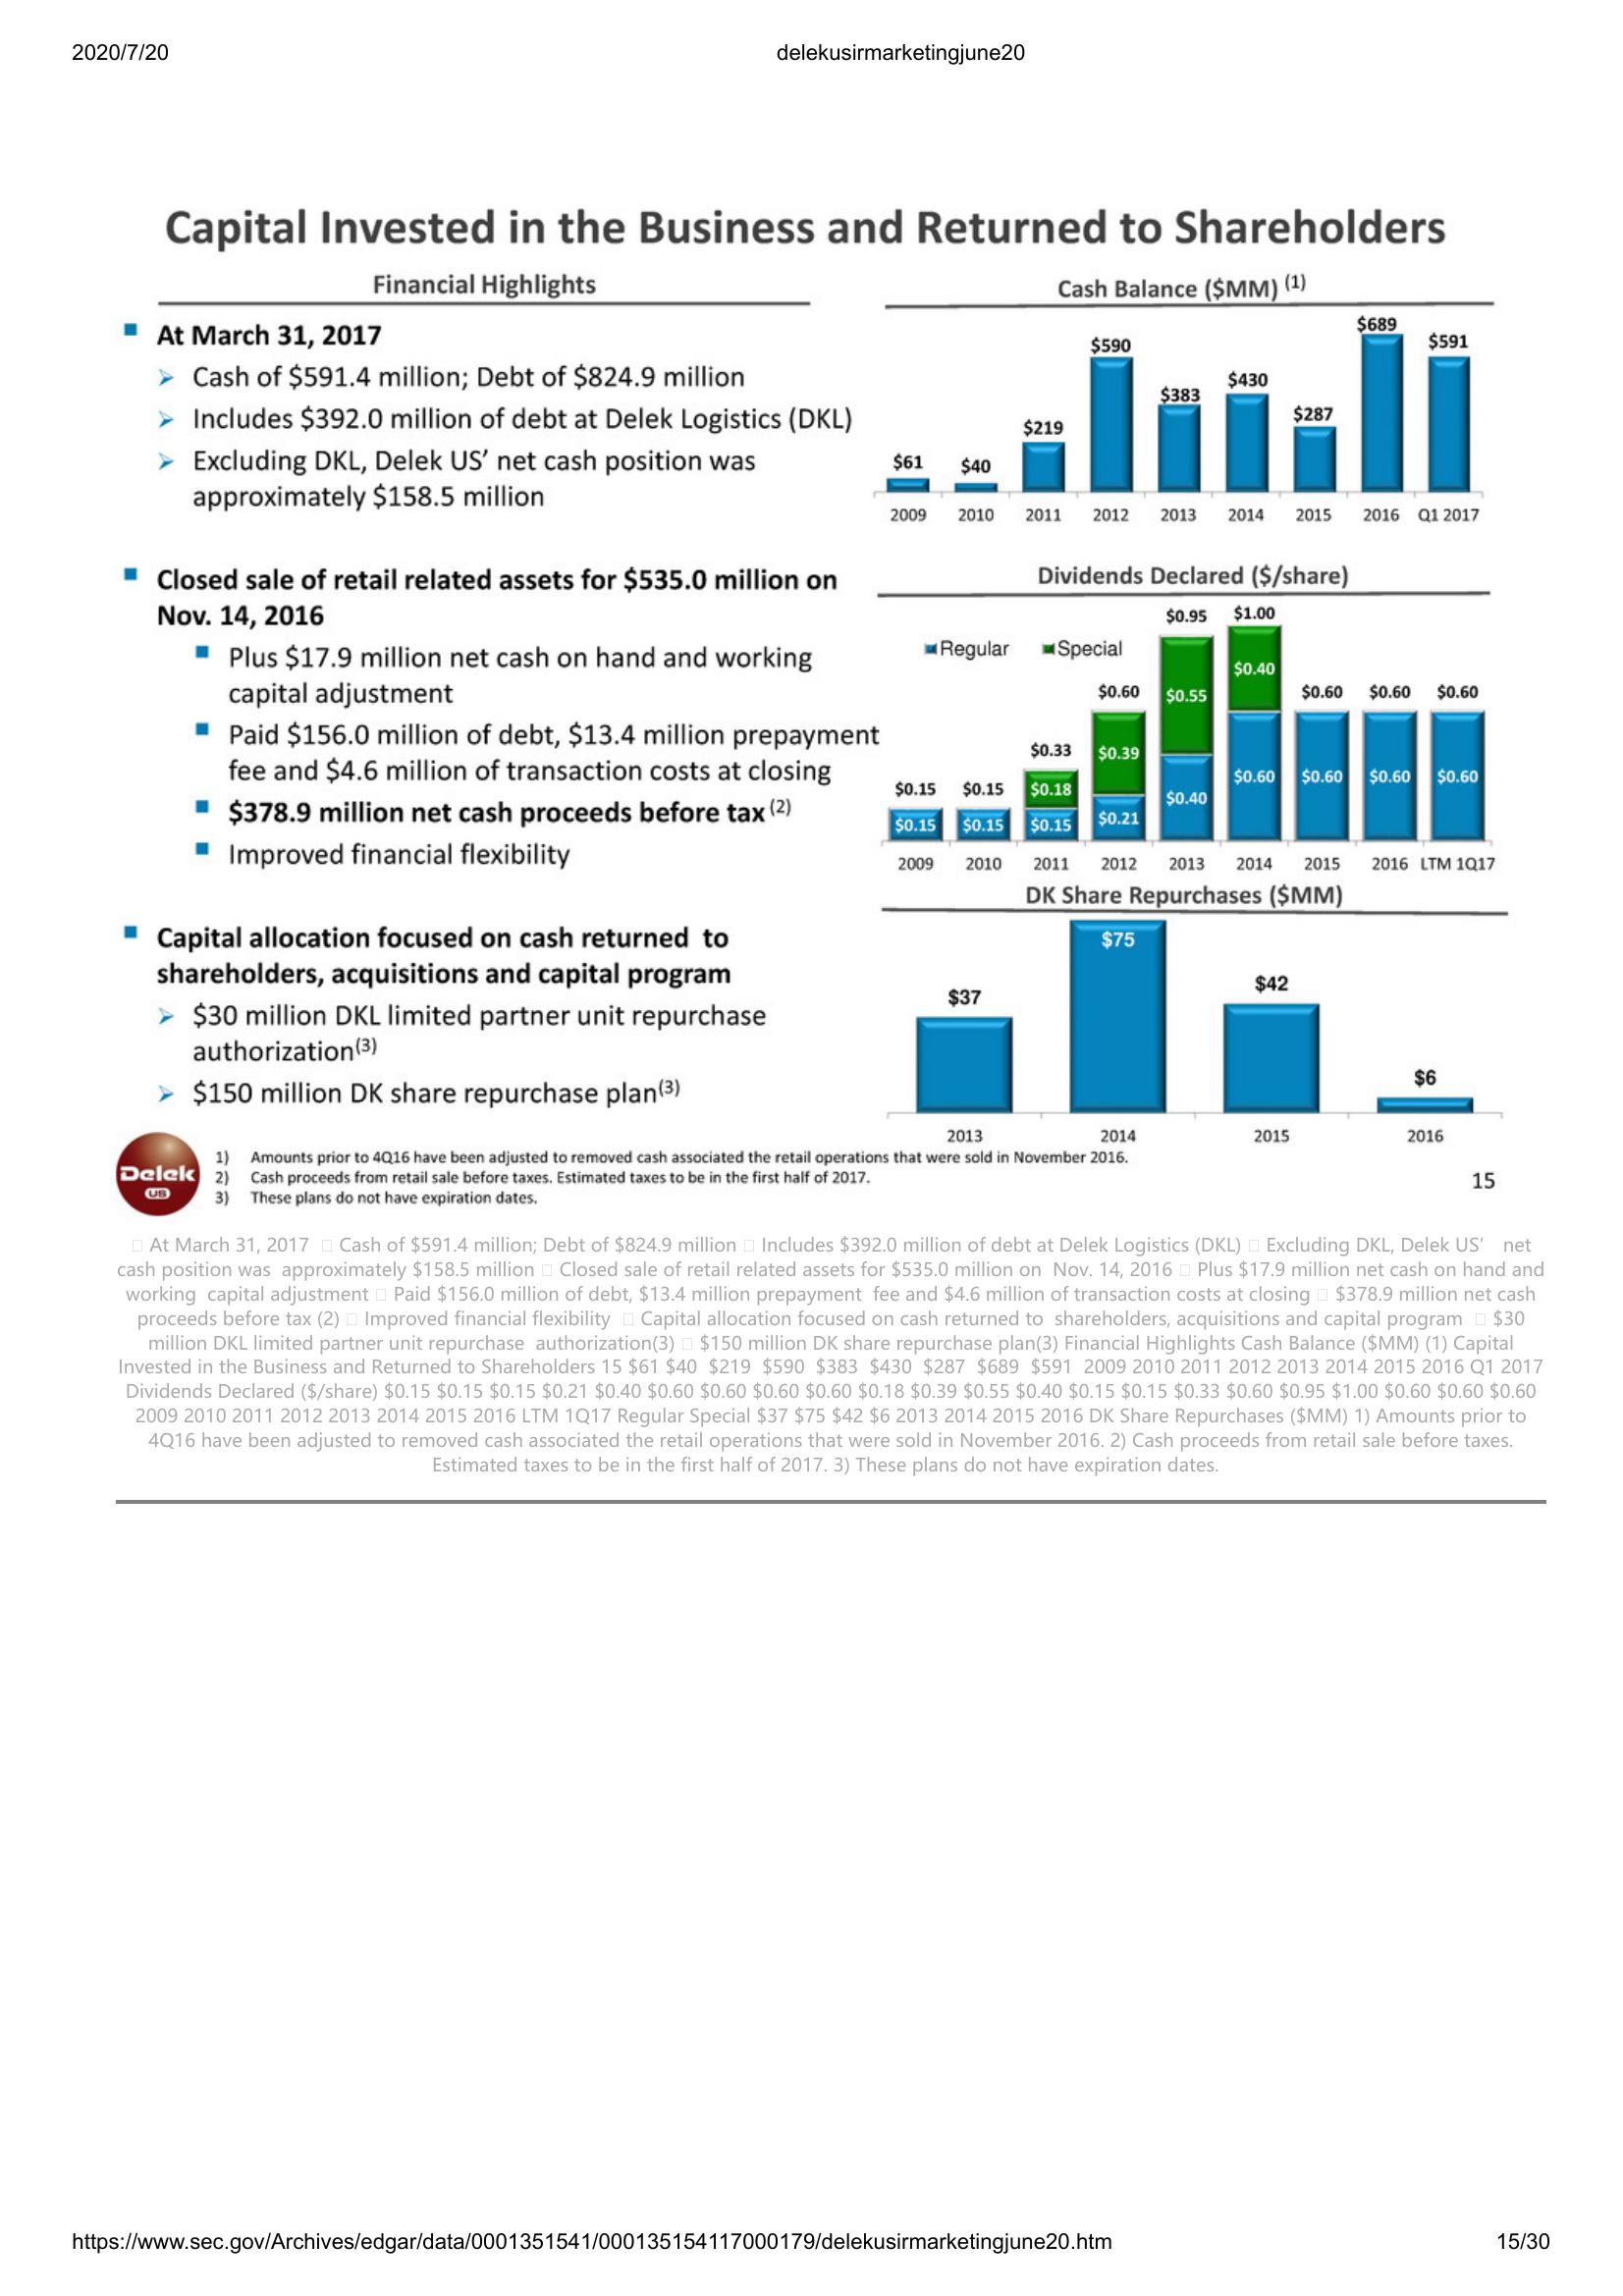 2020/7/20
delekusirmarketingjune20
Capital Invested in the Business and Returned to Shareholders
Financial Highlights
At March 31, 2017
Cash of $591.4 million; Debt of $824.9 million
Includes $392.0 million of debt at Delek Logistics (DKL)
Excluding DKL, Delek US’ net cash position was
approximately $158.5 million
Closed sale of retail related assets for $535.0 million on
Nov. 14, 2016
Plus $17.9 million net cash on hand and working
capital adjustment
Paid $156.0 million of debt, $13.4 million prepayment
fee and $4.6 million of transaction costs at closing
$378.9 million net cash proceeds before tax (2)
Improved financial flexibility
Capital allocation focused on cash returned  to
shareholders, acquisitions and capital program
$30 million DKL limited partner unit repurchase
authorization(3)
$150 million DK share repurchase plan(3)
Cash Balance ($MM) (1)
$61 $40 $219 $590 $383 $430 $287 $689 $591
2009 2010 2011 2012 2013 2014 2015 2016 Q1 2017
Dividends Declared ($/share)
Regular Special
$0.15 $0.15 $0.33 $0.60 $0.95 $1.00 $0.60 $0.60 $0.60
$0.18 $0.39 $0.55 $0.40
$0.15 $0.15 $0.15 $0.21 $0.40 $0.60 $0.60 $0.60 $0.60
2009 2010 2011 2012 2013 2014 2015 2016 LTM 1Q17
DK Share Repurchases ($MM)
$37 $75 $42 $6
2013 2014 2015 2016
Delek
US
1) Amounts prior to 4Q16 have been adjusted to removed cash associated the retail operations that were sold in November 2016.
2) Cash proceeds from retail sale before taxes. Estimated taxes to be in the first half of 2017.
3) These plans do not have expiration dates.
15
At March 31, 2017 Cash of $591.4 million; Debt of $824.9 million Includes $392.0 million of debt at Delek Logistics (DKL) Excluding DKL, Delek US’ net
cash position was approximately $158.5 million Closed sale of retail related assets for $535.0 million on Nov. 14, 2016 Plus $17.9 million net cash on hand and
working capital adjustment Paid $156.0 million of debt, $13.4 million prepayment fee and $4.6 million of transaction costs at closing $378.9 million net cash
proceeds before tax (2) Improved financial flexibility Capital allocation focused on cash returned to shareholders, acquisitions and capital program $30
million DKL limited partner unit repurchase authorization(3) $150 million DK share repurchase plan(3) Financial Highlights Cash Balance ($MM) (1) Capital
Invested in the Business and Returned to Shareholders 15 $61 $40 $219 $590 $383 $430 $287 $689 $591 2009 2010 2011 2012 2013 2014 2015 2016 Q1 2017
Dividends Declared ($/share) $0.15 $0.15 $0.15 $0.21 $0.40 $0.60 $0.60 $0.60 $0.60 $0.18 $0.39 $0.55 $0.40 $0.15 $0.15 $0.33 $0.60 $0.95 $1.00 $0.60 $0.60 $0.60
2009 2010 2011 2012 2013 2014 2015 2016 LTM 1Q17 Regular Special $37 $75 $42 $6 2013 2014 2015 2016 DK Share Repurchases ($MM) 1) Amounts prior to
4Q16 have been adjusted to removed cash associated the retail operations that were sold in November 2016. 2) Cash proceeds from retail sale before taxes.
Estimated taxes to be in the first half of 2017. 3) These plans do not have expiration dates.
https://www.sec.gov/Archives/edgar/data/0001351541/000135154117000179/delekusirmarketingjune20.htm
15/30